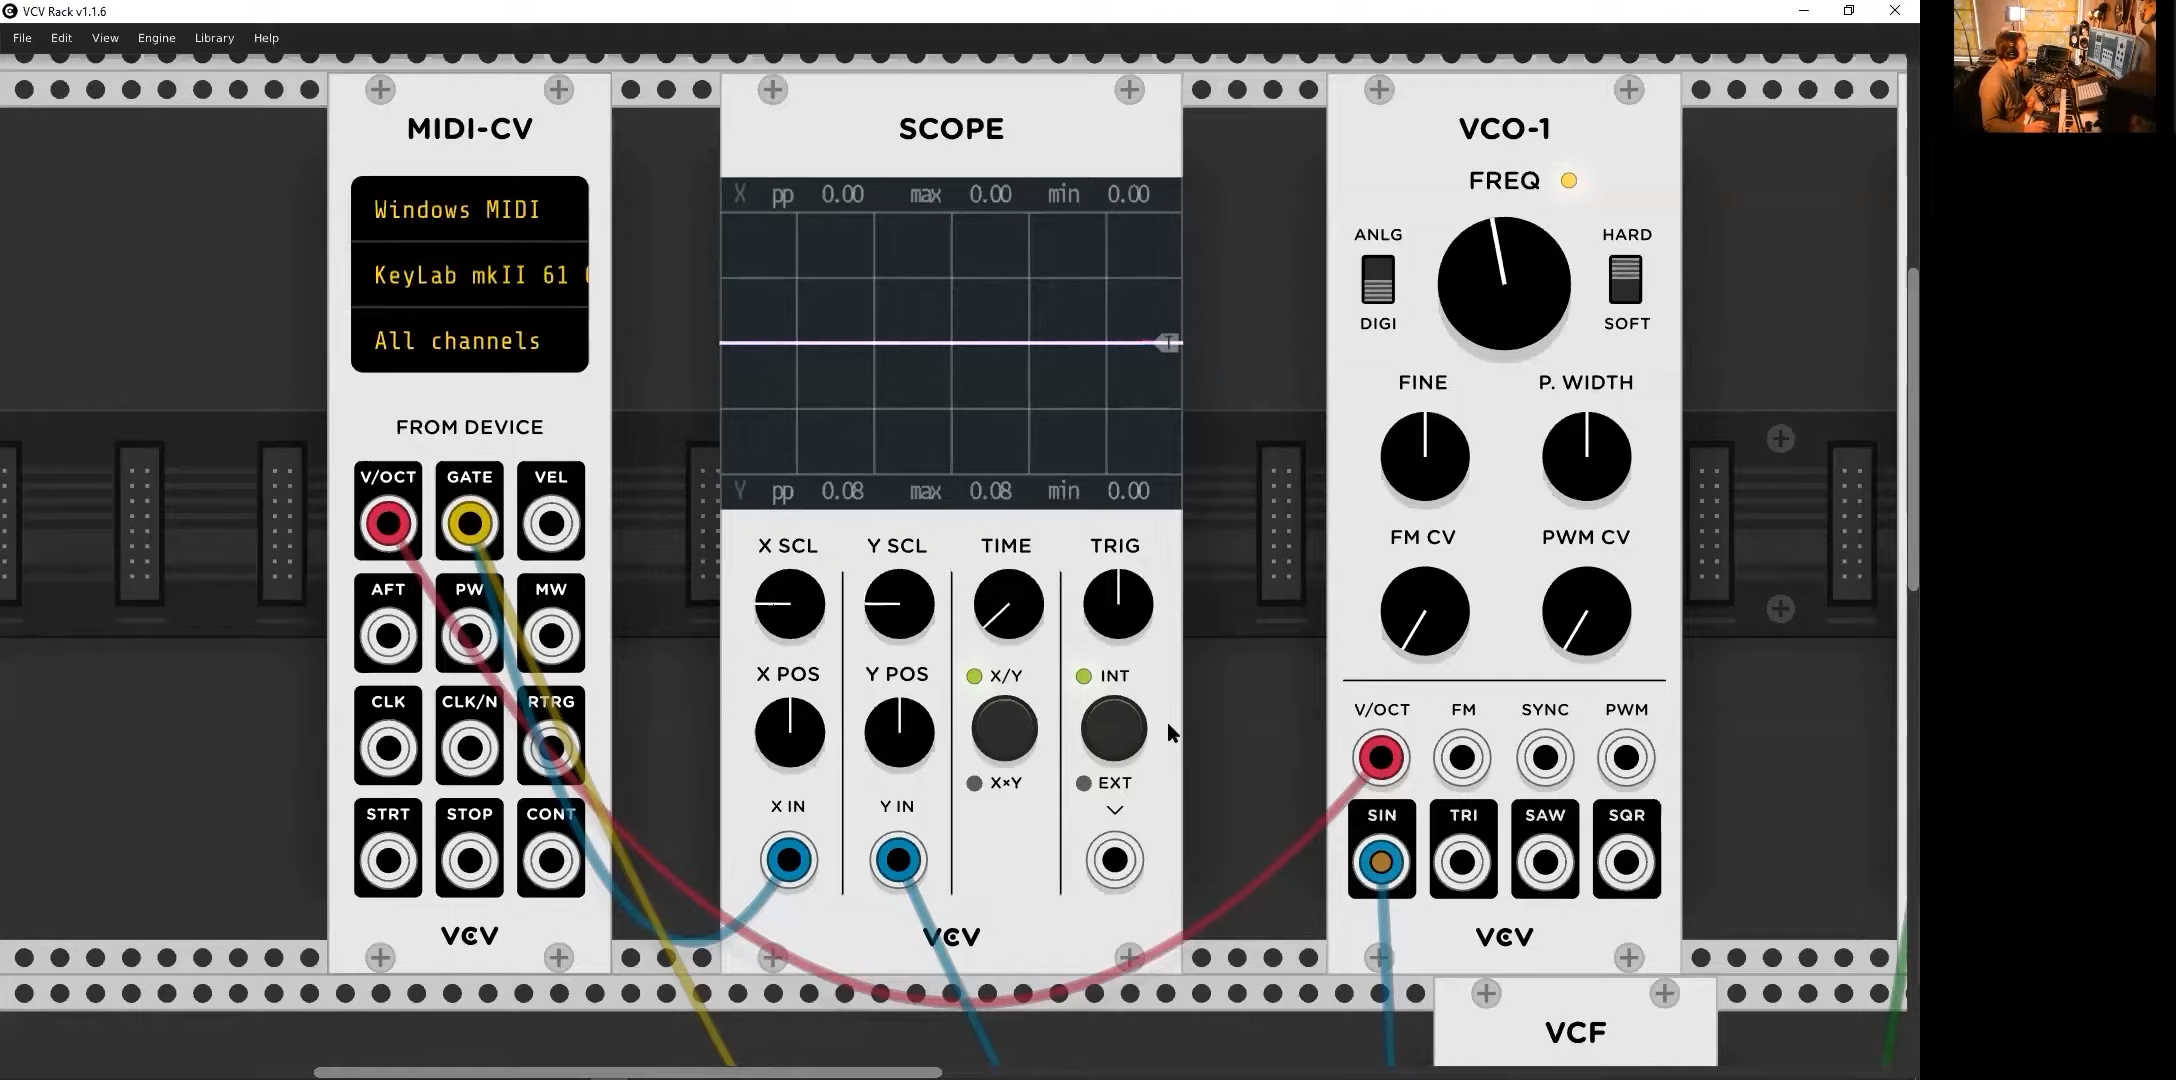 VCV Rack v1.1.6
File Edit View Engine Library Help
MIDI-CV
Windows MIDI
KeyLab mkII 61
All channels
FROM DEVICE
V/OCT GATE VEL
AFT PW MW
CLK CLK/N RTRG
STRT STOP CONT
VCV
SCOPE
X pp 0.00 max 0.00 min 0.00
T
Y pp 0.08 max 0.08 min 0.00
X SCL Y SCL TIME TRIG
X POS Y POS X/Y INT
X×Y EXT
X IN Y IN
VCV
VCO-1
FREQ
ANLG HARD
DIGI SOFT
FINE P. WIDTH
FM CV PWM CV
V/OCT FM SYNC PWM
SIN TRI SAW SQR
VCV
VCF